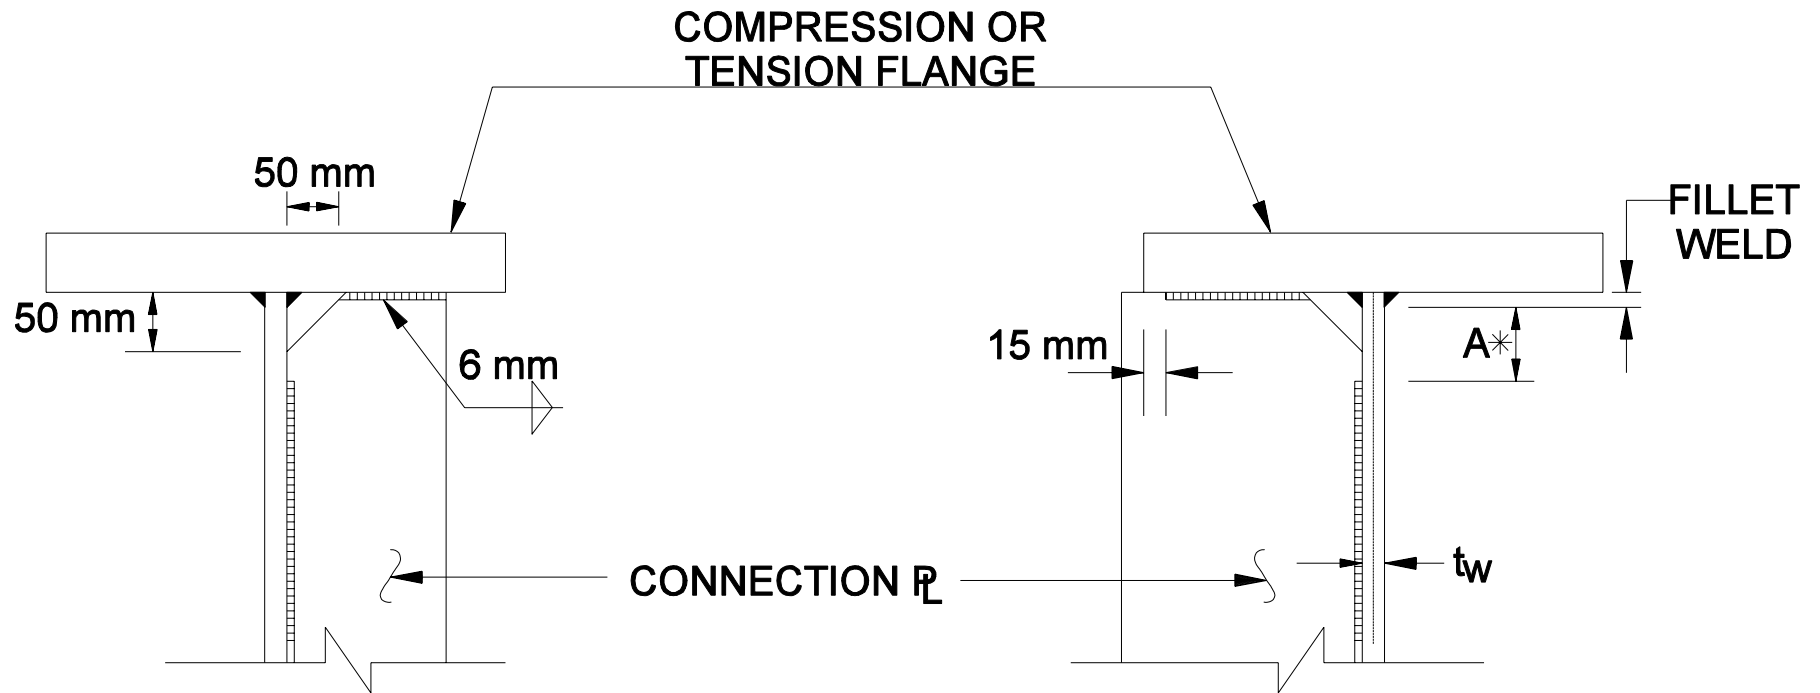 COMPRESSION OR
TENSION FLANGE
50 mm
FILLET
WELD
50 mm
6 mm
15 mm
A*
CONNECTION PL
tw